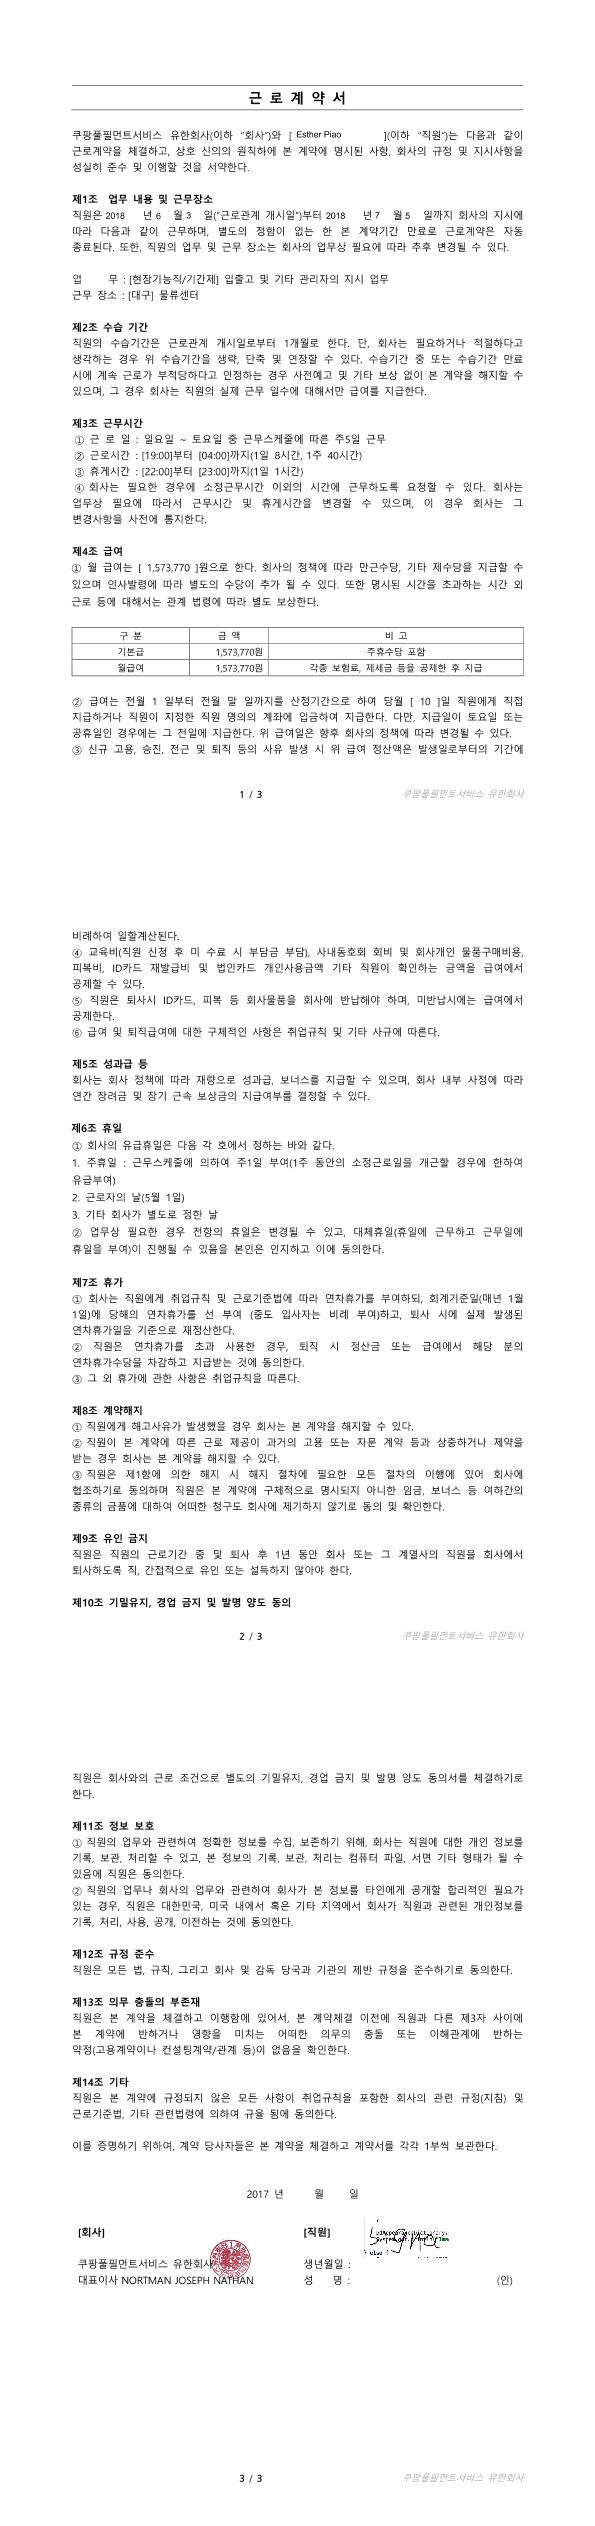 근 로 계 약 서
쿠팡풀필먼트서비스 유한회사(이하 "회사")와 [ Esther Piao ](이하 "직원")는 다음과 같이
근로계약을 체결하고, 상호 신의의 원칙하에 본 계약에 명시된 사항, 회사의 규정 및 지시사항을
성실히 준수 및 이행할 것을 서약한다.
제1조 업무 내용 및 근무장소
직원은 2018 년 6 월 3 일("근로관계 개시일")부터 2018 년 7 월 5 일까지 회사의 지시에
따라 다음과 같이 근무하며, 별도의 정함이 없는 한 본 계약기간 만료로 근로계약은 자동
종료된다. 또한, 직원의 업무 및 근무 장소는 회사의 업무상 필요에 따라 추후 변경될 수 있다.
업 무 : [현장기능직/기간제] 입출고 및 기타 관리자의 지시 업무
근무 장소 : [대구] 물류센터
제2조 수습 기간
직원의 수습기간은 근로관계 개시일로부터 1개월로 한다. 단, 회사는 필요하거나 적절하다고
생각하는 경우 위 수습기간을 생략, 단축 및 연장할 수 있다. 수습기간 중 또는 수습기간 만료
시에 계속 근로가 부적당하다고 인정하는 경우 사전예고 및 기타 보상 없이 본 계약을 해지할 수
있으며, 그 경우 회사는 직원의 실제 근무 일수에 대해서만 급여를 지급한다.
제3조 근무시간
① 근 로 일 : 일요일 ~ 토요일 중 근무스케줄에 따른 주5일 근무
② 근로시간 : [19:00]부터 [04:00]까지(1일 8시간, 1주 40시간)
③ 휴게시간 : [22:00]부터 [23:00]까지(1일 1시간)
④ 회사는 필요한 경우에 소정근무시간 이외의 시간에 근무하도록 요청할 수 있다. 회사는
업무상 필요에 따라서 근무시간 및 휴게시간을 변경할 수 있으며, 이 경우 회사는 그
변경사항을 사전에 통지한다.
제4조 급여
① 월 급여는 [ 1,573,770 ]원으로 한다. 회사의 정책에 따라 만근수당, 기타 제수당을 지급할 수
있으며 인사발령에 따라 별도의 수당이 추가 될 수 있다. 또한 명시된 시간을 초과하는 시간 외
근로 등에 대해서는 관계 법령에 따라 별도 보상한다.
구 분 금 액 비 고
기본급 1,573,770원 주휴수당 포함
월급여 1,573,770원 각종 보험료, 제세금 등을 공제한 후 지급
② 급여는 전월 1 일부터 전월 말 일까지를 산정기간으로 하여 당월 [ 10 ]일 직원에게 직접
지급하거나 직원이 지정한 직원 명의의 계좌에 입금하여 지급한다. 다만, 지급일이 토요일 또는
공휴일인 경우에는 그 전일에 지급한다. 위 급여일은 향후 회사의 정책에 따라 변경될 수 있다.
③ 신규 고용, 승진, 전근 및 퇴직 등의 사유 발생 시 위 급여 정산액은 발생일로부터의 기간에
1 / 3 쿠팡풀필먼트서비스 유한회사
비례하여 일할계산된다.
④ 교육비(직원 신청 후 미 수료 시 부담금 부담), 사내동호회 회비 및 회사개인 물품구매비용,
피복비, ID카드 재발급비 및 법인카드 개인사용금액 기타 직원이 확인하는 금액을 급여에서
공제할 수 있다.
⑤ 직원은 퇴사시 ID카드, 피복 등 회사물품을 회사에 반납해야 하며, 미반납시에는 급여에서
공제한다.
⑥ 급여 및 퇴직급여에 대한 구체적인 사항은 취업규칙 및 기타 사규에 따른다.
제5조 성과급 등
회사는 회사 정책에 따라 재량으로 성과급, 보너스를 지급할 수 있으며, 회사 내부 사정에 따라
연간 장려금 및 장기 근속 보상금의 지급여부를 결정할 수 있다.
제6조 휴일
① 회사의 유급휴일은 다음 각 호에서 정하는 바와 같다.
1. 주휴일 : 근무스케줄에 의하여 주1일 부여(1주 동안의 소정근로일을 개근할 경우에 한하여
유급부여)
2. 근로자의 날(5월 1일)
3. 기타 회사가 별도로 정한 날
② 업무상 필요한 경우 전항의 휴일은 변경될 수 있고, 대체휴일(휴일에 근무하고 근무일에
휴일을 부여)이 진행될 수 있음을 본인은 인지하고 이에 동의한다.
제7조 휴가
① 회사는 직원에게 취업규칙 및 근로기준법에 따라 연차휴가를 부여하되, 회계기준일(매년 1월
1일)에 당해의 연차휴가를 선 부여 (중도 입사자는 비례 부여)하고, 퇴사 시에 실제 발생된
연차휴가일을 기준으로 재정산한다.
② 직원은 연차휴가를 초과 사용한 경우, 퇴직 시 정산금 또는 급여에서 해당 분의
연차휴가수당을 차감하고 지급받는 것에 동의한다.
③ 그 외 휴가에 관한 사항은 취업규칙을 따른다.
제8조 계약해지
① 직원에게 해고사유가 발생했을 경우 회사는 본 계약을 해지할 수 있다.
② 직원이 본 계약에 따른 근로 제공이 과거의 고용 또는 자문 계약 등과 상충하거나 제약을
받는 경우 회사는 본 계약을 해지할 수 있다.
③ 직원은 제1항에 의한 해지 시 해지 절차에 필요한 모든 절차의 이행에 있어 회사에
협조하기로 동의하며 직원은 본 계약에 구체적으로 명시되지 아니한 임금, 보너스 등 여하간의
종류의 금품에 대하여 어떠한 청구도 회사에 제기하지 않기로 동의 및 확인한다.
제9조 유인 금지
직원은 직원의 근로기간 중 및 퇴사 후 1년 동안 회사 또는 그 계열사의 직원을 회사에서
퇴사하도록 직, 간접적으로 유인 또는 설득하지 않아야 한다.
제10조 기밀유지, 경업 금지 및 발명 양도 동의
2 / 3 쿠팡풀필먼트서비스 유한회사
직원은 회사와의 근로 조건으로 별도의 기밀유지, 경업 금지 및 발명 양도 동의서를 체결하기로
한다.
제11조 정보 보호
① 직원의 업무와 관련하여 정확한 정보를 수집, 보존하기 위해, 회사는 직원에 대한 개인 정보를
기록, 보관, 처리할 수 있고, 본 정보의 기록, 보관, 처리는 컴퓨터 파일, 서면 기타 형태가 될 수
있음에 직원은 동의한다.
② 직원의 업무나 회사의 업무와 관련하여 회사가 본 정보를 타인에게 공개할 합리적인 필요가
있는 경우, 직원은 대한민국, 미국 내에서 혹은 기타 지역에서 회사가 직원과 관련된 개인정보를
기록, 처리, 사용, 공개, 이전하는 것에 동의한다.
제12조 규정 준수
직원은 모든 법, 규칙, 그리고 회사 및 감독 당국과 기관의 제반 규정을 준수하기로 동의한다.
제13조 의무 충돌의 부존재
직원은 본 계약을 체결하고 이행함에 있어서, 본 계약체결 이전에 직원과 다른 제3자 사이에
본 계약에 반하거나 영향을 미치는 어떠한 의무의 충돌 또는 이해관계에 반하는
약정(고용계약이나 컨설팅계약/관계 등)이 없음을 확인한다.
제14조 기타
직원은 본 계약에 규정되지 않은 모든 사항이 취업규칙을 포함한 회사의 관련 규정(지침) 및
근로기준법, 기타 관련법령에 의하여 규율 됨에 동의한다.
이를 증명하기 위하여, 계약 당사자들은 본 계약을 체결하고 계약서를 각각 1부씩 보관한다.
2017 년 월 일
[회사] [직원]
쿠팡풀필먼트서비스 유한회사 생년월일 :
대표이사 NORTMAN JOSEPH NATHAN 성 명 : (인)
3 / 3 쿠팡풀필먼트서비스 유한회사